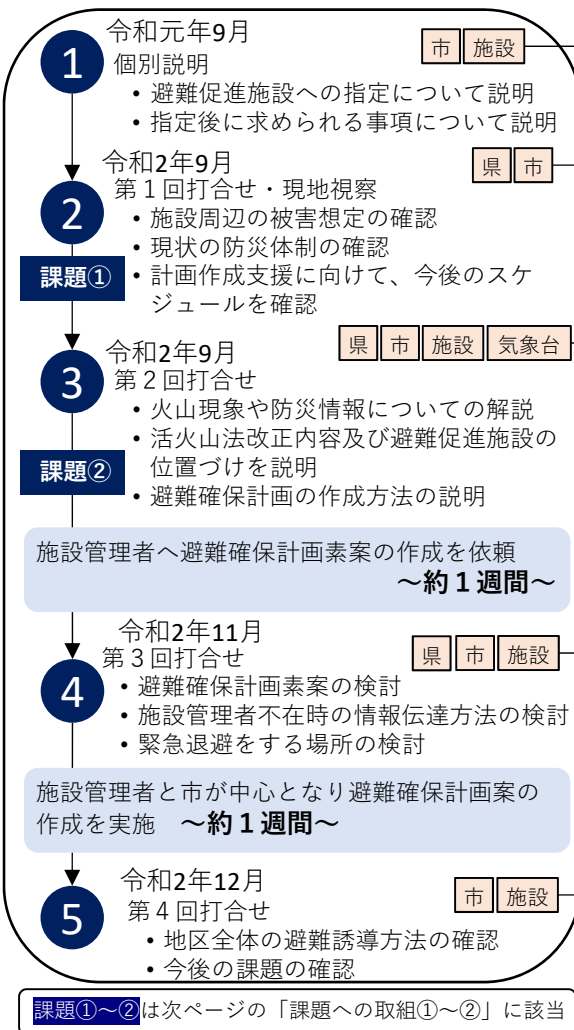 令和元年9月
市 施設
1
個別説明
• 避難促進施設への指定について説明
• 指定後に求められる事項について説明
令和2年9月
県 市
2
第１回打合せ・現地視察
• 施設周辺の被害想定の確認
• 現状の防災体制の確認
課題①
• 計画作成支援に向けて、今後のスケ
ジュールを確認
県 市 施設 気象台
令和2年9月
3
第２回打合せ
• 火山現象や防災情報についての解説
• 活火山法改正内容及び避難促進施設の
位置づけを説明
課題②
• 避難確保計画の作成方法の説明
施設管理者へ避難確保計画素案の作成を依頼
～約１週間～
令和2年11月
県 市 施設
第３回打合せ
4
• 避難確保計画素案の検討
• 施設管理者不在時の情報伝達方法の検討
• 緊急退避をする場所の検討
施設管理者と市が中心となり避難確保計画案の
作成を実施 ～約１週間～
令和2年12月
市 施設
5
第４回打合せ
• 地区全体の避難誘導方法の確認
• 今後の課題の確認
課題①～②は次ページの「課題への取組①～②」に該当